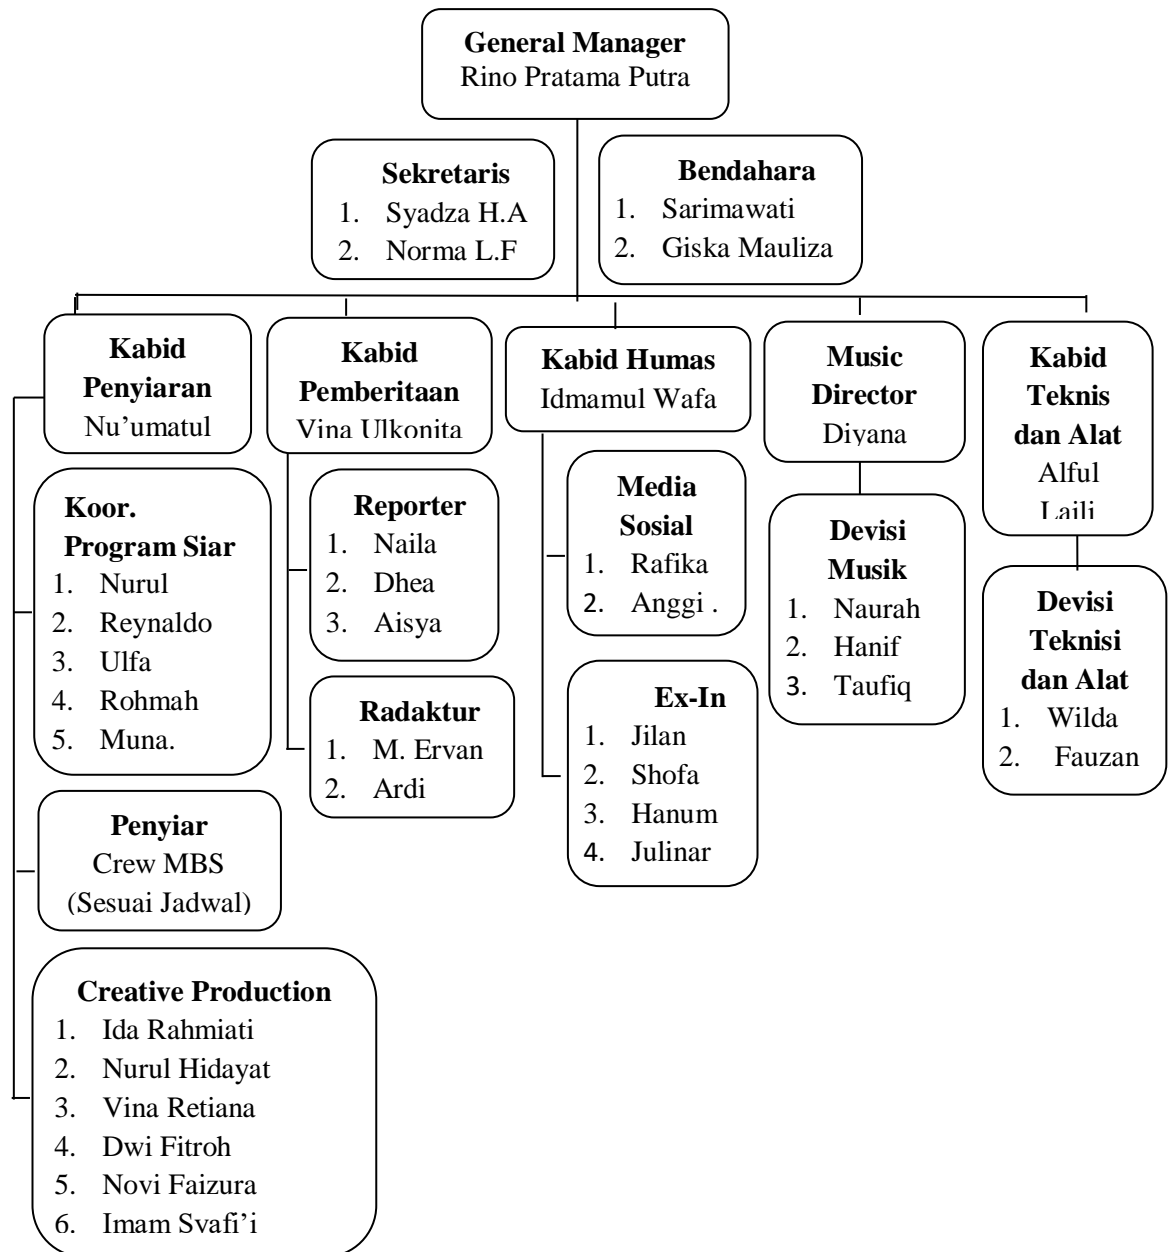 General Manager
Rino Pratama Putra
Sekretaris
1. Syadza H.A
2. Norma L.F
Bendahara
1. Sarimawati
2. Giska Mauliza
Kabid
Penyiaran
Nu’umatul
Kabid
Pemberitaan
Vina Ulkonita
Kabid Humas
Idmamul Wafa
Music
Director
Diyana
Kabid
Teknis
dan Alat
Alful
Laili
Koor.
Program Siar
1. Nurul
2. Reynaldo
3. Ulfa
4. Rohmah
5. Muna.
Reporter
1. Naila
2. Dhea
3. Aisya
Media
Sosial
1. Rafika
2. Anggi .
Devisi
Musik
1. Naurah
2. Hanif
3. Taufiq
Devisi
Teknisi
dan Alat
1. Wilda
2. Fauzan
Radaktur
1. M. Ervan
2. Ardi
Ex-In
1. Jilan
2. Shofa
3. Hanum
4. Julinar
Penyiar
Crew MBS
(Sesuai Jadwal)
Creative Production
1. Ida Rahmiati
2. Nurul Hidayat
3. Vina Retiana
4. Dwi Fitroh
5. Novi Faizura
6. Imam Syafi’i